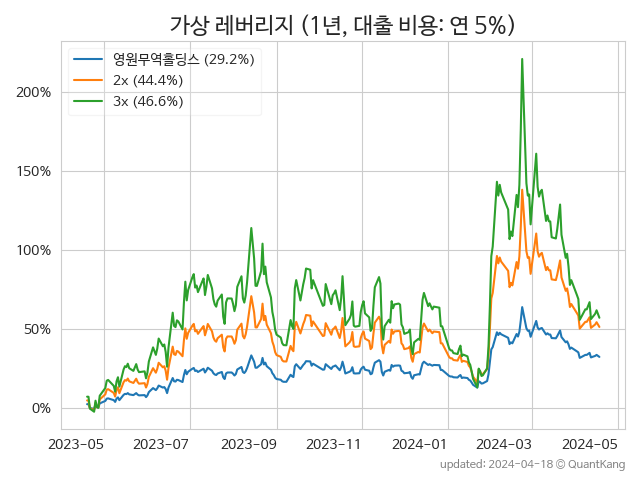 가상 레버리지 (1년, 대출 비용: 연 5%)
영원무역홀딩스 (29.2%)
2x (44.4%)
3x (46.6%)
200%
150%
100%
50%
0%
2023-05 2023-07 2023-09 2023-11 2024-01 2024-03 2024-05
updated: 2024-04-18 © QuantKang